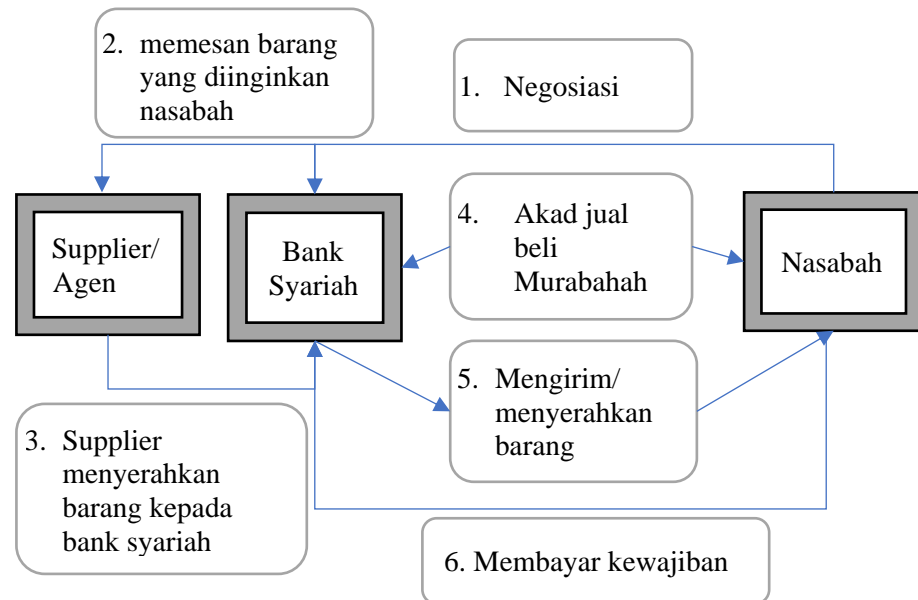 2. memesan barang
yang diinginkan
nasabah
1. Negosiasi
Supplier/
Agen
Bank
Syariah
4. Akad jual
beli
Murabahah
Nasabah
5. Mengirim/
menyerahkan
barang
3. Supplier
menyerahkan
barang kepada
bank syariah
6. Membayar kewajiban